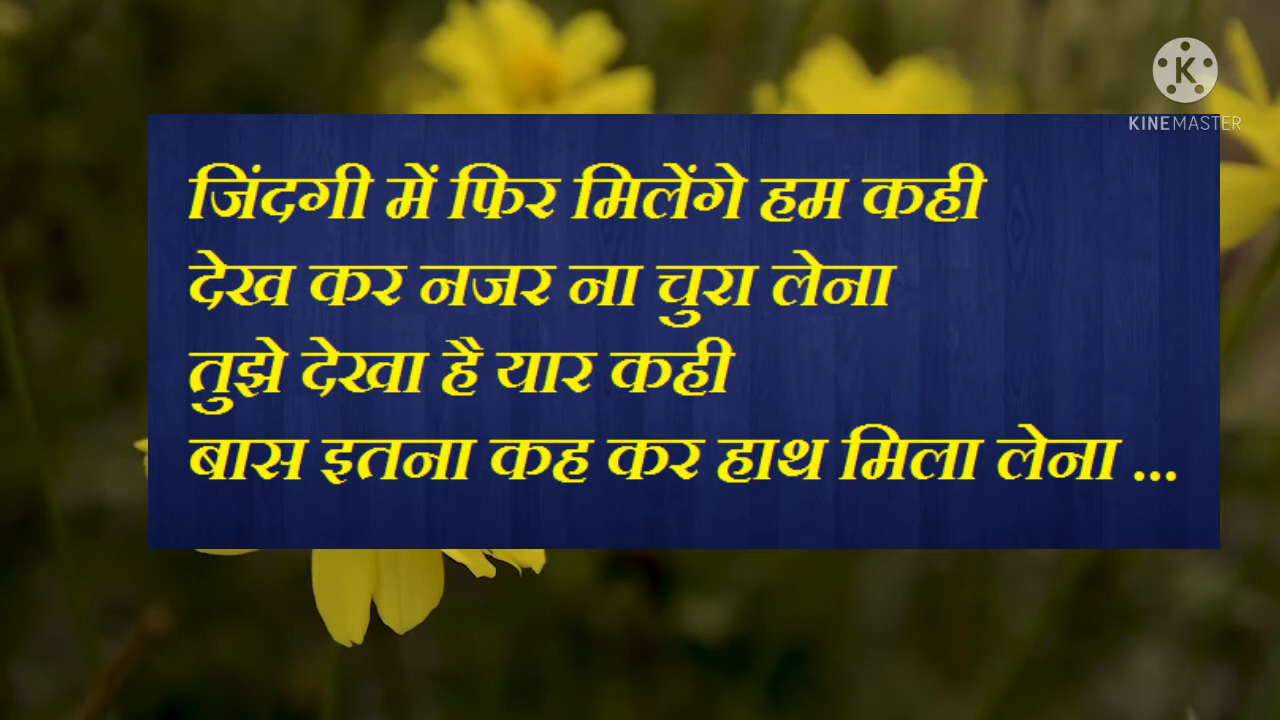 KINEMASTER
जिंदगी में फिर मिलेंगे हम कही
देख कर नजर ना चुरा लेना
तुझे देखा है यार कही
बास इतना कह कर हाथ मिला लेना ...